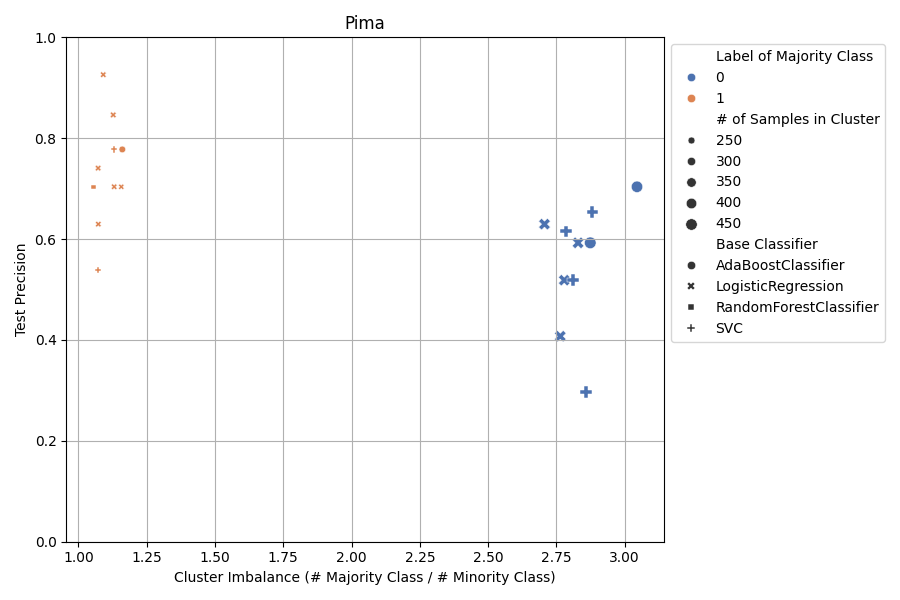 Pima
1.0
0.8
0.6
0.4
0.2
0.0
Test Precision
1.00
1.25
1.50
1.75
2.00
2.25
2.50
2.75
3.00
Cluster Imbalance (# Majority Class / # Minority Class)
Label of Majority Class
0
1
# of Samples in Cluster
250
300
350
400
450
Base Classifier
AdaBoostClassifier
LogisticRegression
RandomForestClassifier
SVC